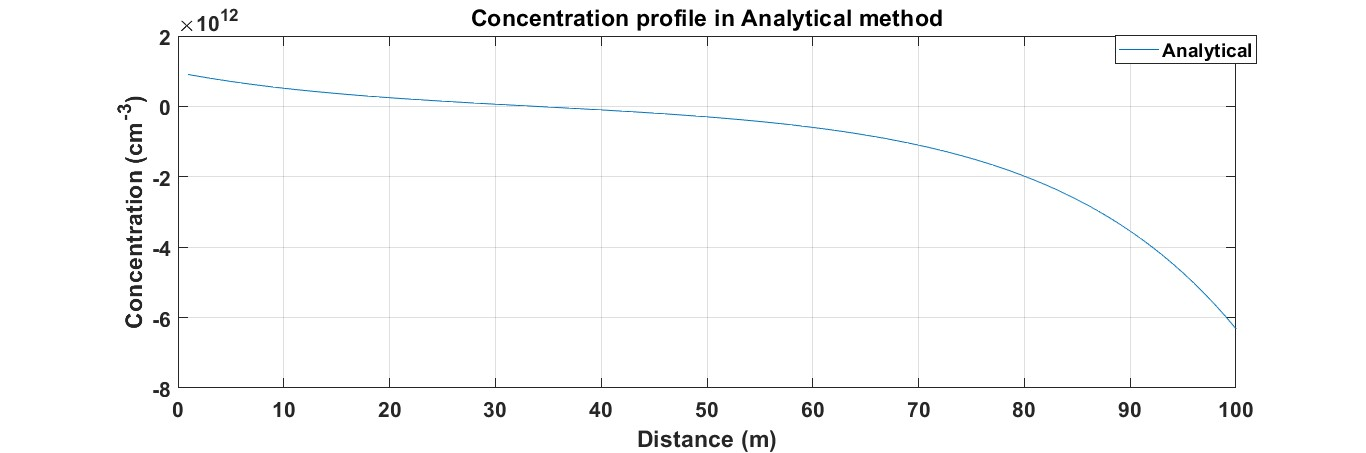 Concentration profile in Analytical method
×10^12
Analytical
Concentration (cm^-3)
2
0
-2
-4
-6
-8
0 10 20 30 40 50 60 70 80 90 100
Distance (m)